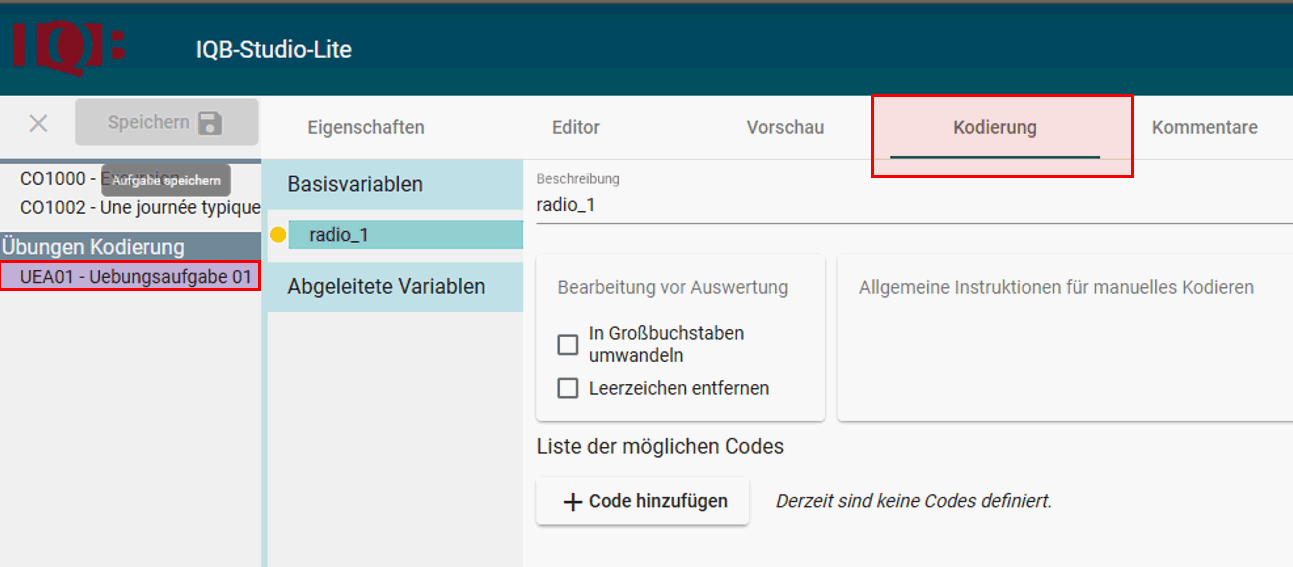 IQB
IQB-Studio-Lite
Speichern
Eigenschaften
Editor
Vorschau
Kodierung
Kommentare
CO1000 - Excursion
Aufgabe speichern
CO1002 - Une journée typique
Übungen Kodierung
UEA01 - Uebungsaufgabe 01
Basisvariablen
radio_1
Abgeleitete Variablen
Beschreibung
radio_1
Bearbeitung vor Auswertung
In Großbuchstaben
umwandeln
Leerzeichen entfernen
Allgemeine Instruktionen für manuelles Kodieren
Liste der möglichen Codes
+ Code hinzufügen
Derzeit sind keine Codes definiert.